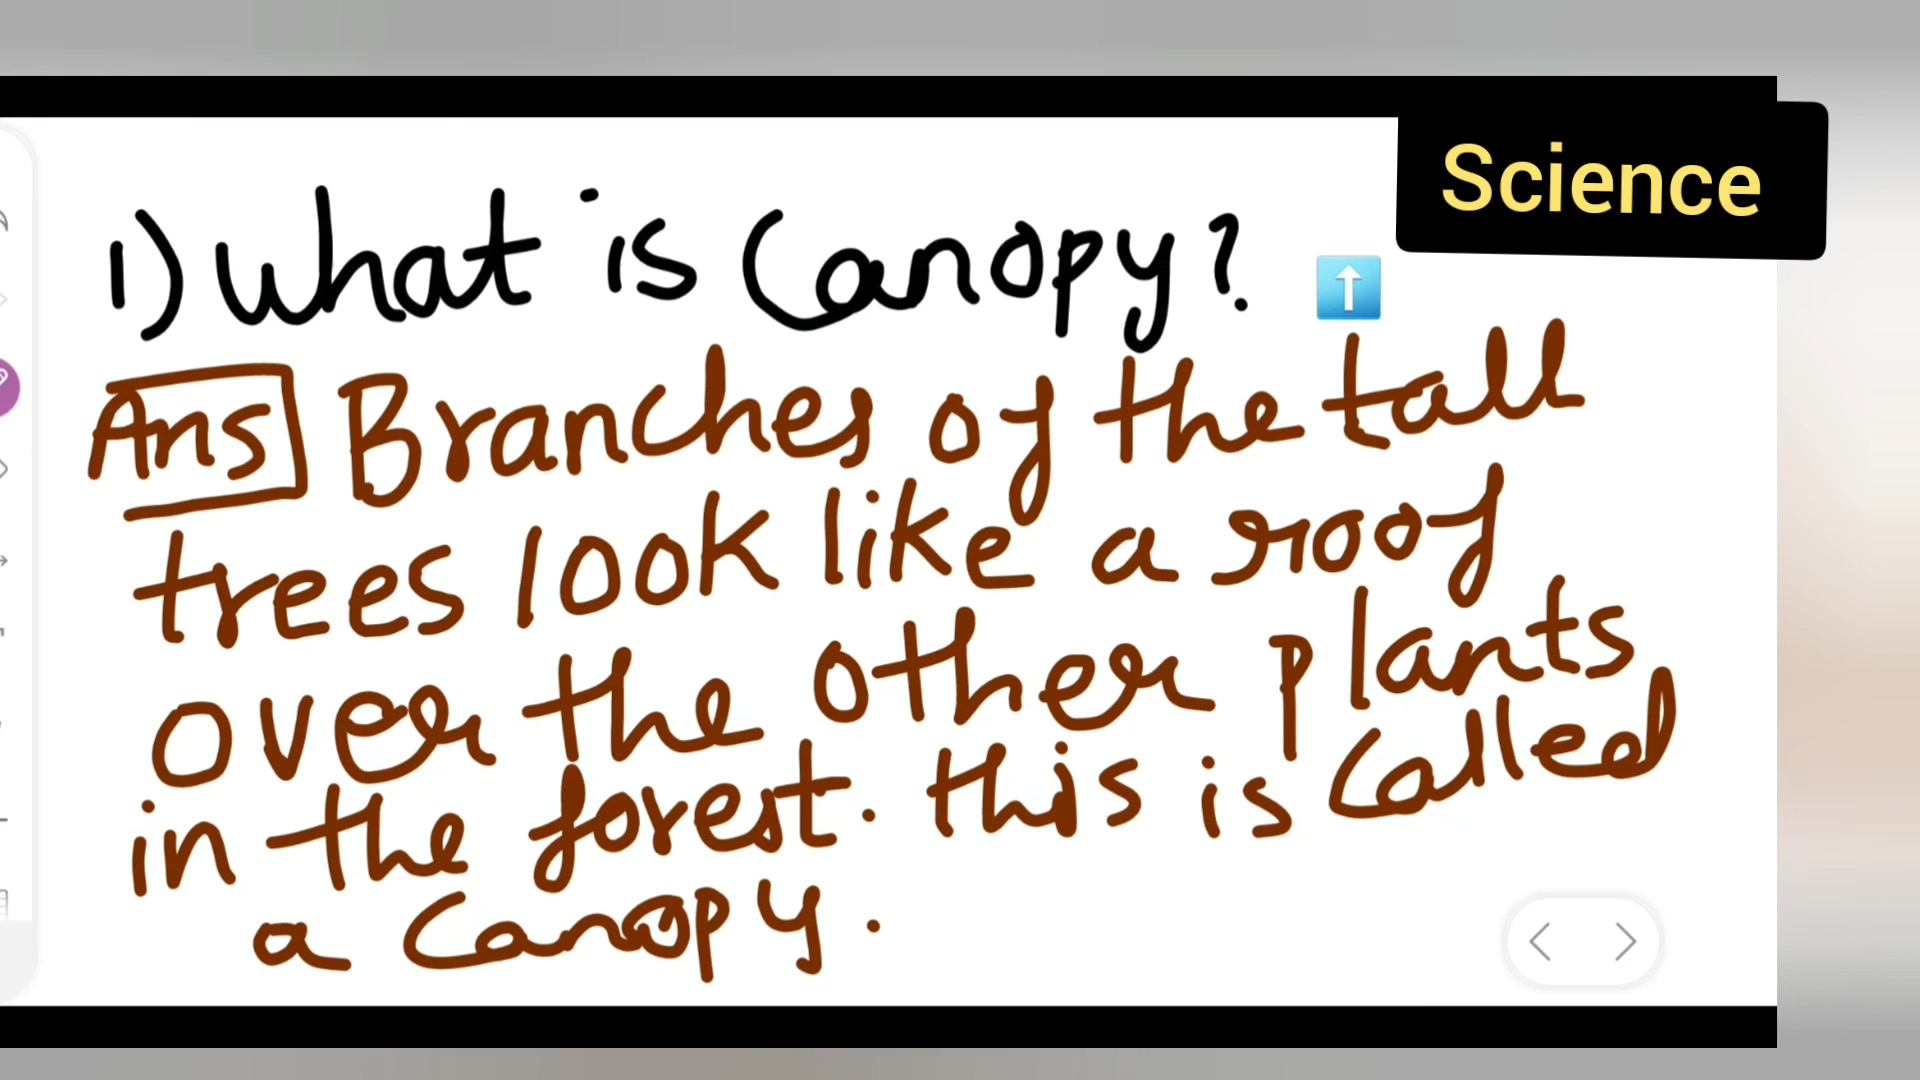 Science
1) What is Canopy?
Ans Branches of the tall
trees look like a roof
over the other plants
in the forest. this is called
a canopy.